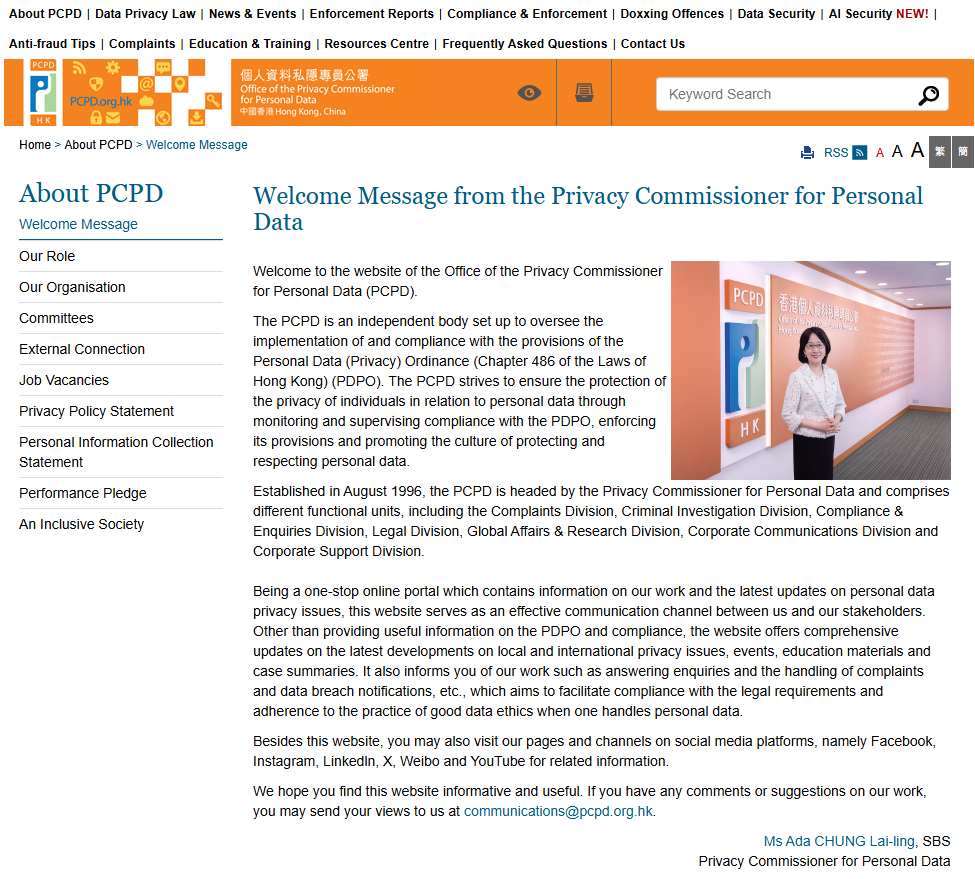 About PCPD | Data Privacy Law | News & Events | Enforcement Reports | Compliance & Enforcement | Doxxing Offences | Data Security | AI Security NEW! |
Anti-fraud Tips | Complaints | Education & Training | Resources Centre | Frequently Asked Questions | Contact Us
PCPD
HK
PCPD.org.hk
個人資料私隱專員公署
Office of the Privacy Commissioner
for Personal Data
中國香港 Hong Kong, China
Keyword Search
Home > About PCPD > Welcome Message
RSS A A A 繁 簡
About PCPD
Welcome Message
Our Role
Our Organisation
Committees
External Connection
Job Vacancies
Privacy Policy Statement
Personal Information Collection
Statement
Performance Pledge
An Inclusive Society
Welcome Message from the Privacy Commissioner for Personal
Data
Welcome to the website of the Office of the Privacy Commissioner
for Personal Data (PCPD).
The PCPD is an independent body set up to oversee the
implementation of and compliance with the provisions of the
Personal Data (Privacy) Ordinance (Chapter 486 of the Laws of
Hong Kong) (PDPO). The PCPD strives to ensure the protection of
the privacy of individuals in relation to personal data through
monitoring and supervising compliance with the PDPO, enforcing
its provisions and promoting the culture of protecting and
respecting personal data.
PCPD
HK
香港個人資料私隱專員公署
Established in August 1996, the PCPD is headed by the Privacy Commissioner for Personal Data and comprises
different functional units, including the Complaints Division, Criminal Investigation Division, Compliance &
Enquiries Division, Legal Division, Global Affairs & Research Division, Corporate Communications Division and
Corporate Support Division.
Being a one-stop online portal which contains information on our work and the latest updates on personal data
privacy issues, this website serves as an effective communication channel between us and our stakeholders.
Other than providing useful information on the PDPO and compliance, the website offers comprehensive
updates on the latest developments on local and international privacy issues, events, education materials and
case summaries. It also informs you of our work such as answering enquiries and the handling of complaints
and data breach notifications, etc., which aims to facilitate compliance with the legal requirements and
adherence to the practice of good data ethics when one handles personal data.
Besides this website, you may also visit our pages and channels on social media platforms, namely Facebook,
Instagram, LinkedIn, X, Weibo and YouTube for related information.
We hope you find this website informative and useful. If you have any comments or suggestions on our work,
you may send your views to us at communications@pcpd.org.hk.
Ms Ada CHUNG Lai-ling, SBS
Privacy Commissioner for Personal Data